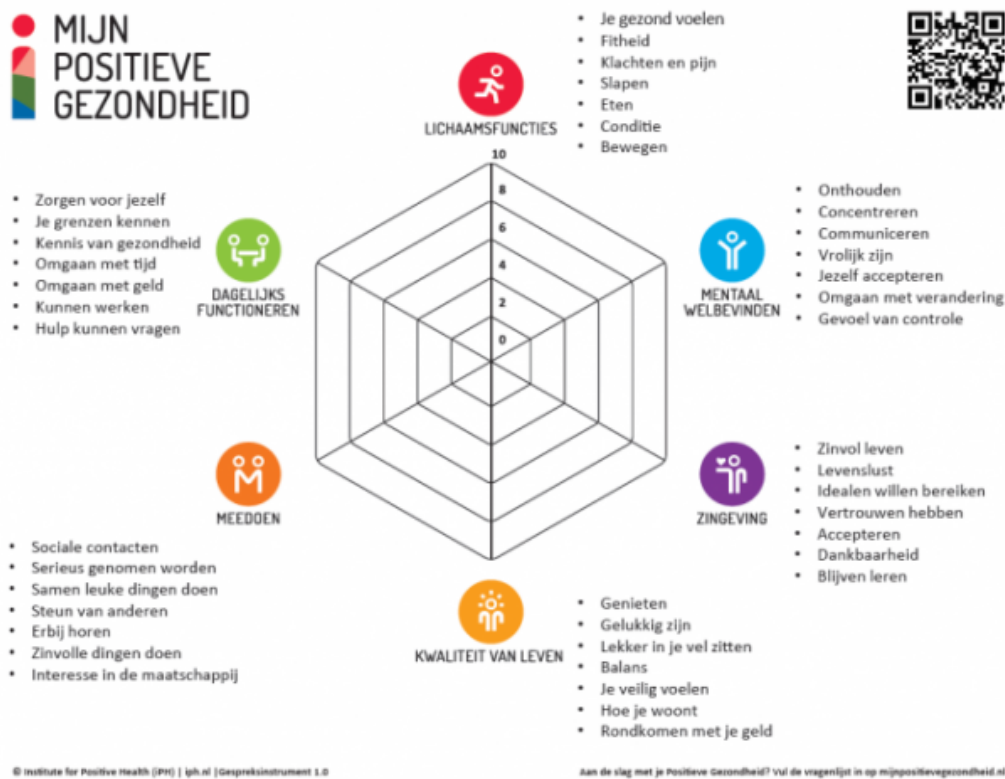 MIJN
POSITIEVE
GEZONDHEID
LICHAAMSFUNCTIES
• Je gezond voelen
• Fitheid
• Klachten en pijn
• Slapen
• Eten
• Conditie
• Bewegen
10
8
6
4
2
0
MENTAAL
WELBEVINDEN
• Onthouden
• Concentreren
• Communiceren
• Vrolijk zijn
• Jezelf accepteren
• Omgaan met verandering
• Gevoel van controle
ZINGEVING
• Zinvol leven
• Levenslust
• Idealen willen bereiken
• Vertrouwen hebben
• Accepteren
• Dankbaarheid
• Blijven leren
KWALITEIT VAN LEVEN
• Genieten
• Gelukkig zijn
• Lekker in je vel zitten
• Balans
• Je veilig voelen
• Hoe je woont
• Rondkomen met je geld
MEEDOEN
• Sociale contacten
• Serieus genomen worden
• Samen leuke dingen doen
• Steun van anderen
• Erbij horen
• Zinvolle dingen doen
• Interesse in de maatschappij
DAGELIJKS
FUNCTIONEREN
• Zorgen voor jezelf
• Je grenzen kennen
• Kennis van gezondheid
• Omgaan met tijd
• Omgaan met geld
• Kunnen werken
• Hulp kunnen vragen
© Institute for Positive Health (iPH) | iph.nl | Gespreksinstrument 1.0
Aan de slag met je Positieve Gezondheid? Vul de vragenlijst in op mijnpositievegezondheid.nl